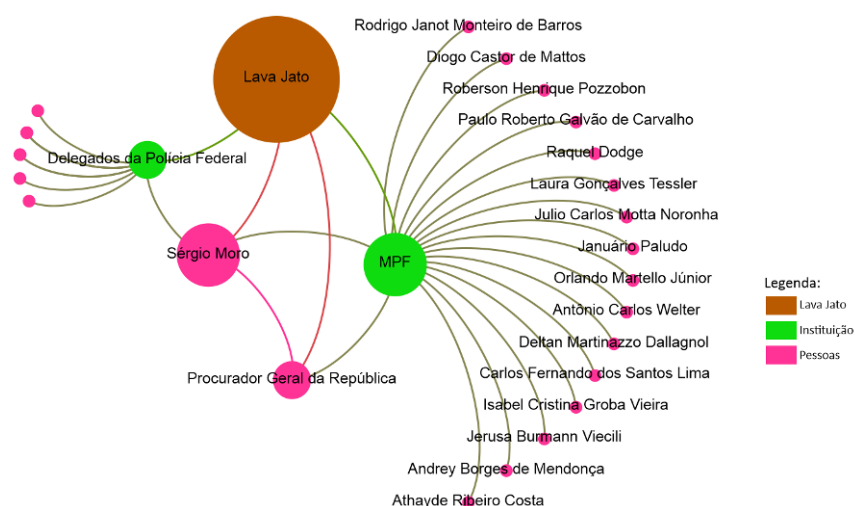 Rodrigo Janot Monteiro de Barros
Diogo Castor de Mattos
Lava Jato
Roberson Henrique Pozzobon
Paulo Roberto Galvão de Carvalho
Delegados da Polícia Federal
Raquel Dodge
Laura Gonçalves Tessler
Julio Carlos Motta Noronha
Sérgio Moro
MPF
Januário Paludo
Orlando Martello Júnior
Antônio Carlos Welter
Deltan Martinazzo Dallagnol
Procurador Geral da República
Carlos Fernando dos Santos Lima
Isabel Cristina Groba Vieira
Jerusa Burmann Viecili
Andrey Borges de Mendonça
Athayde Ribeiro Costa
Legenda:
Lava Jato
Instituição
Pessoas